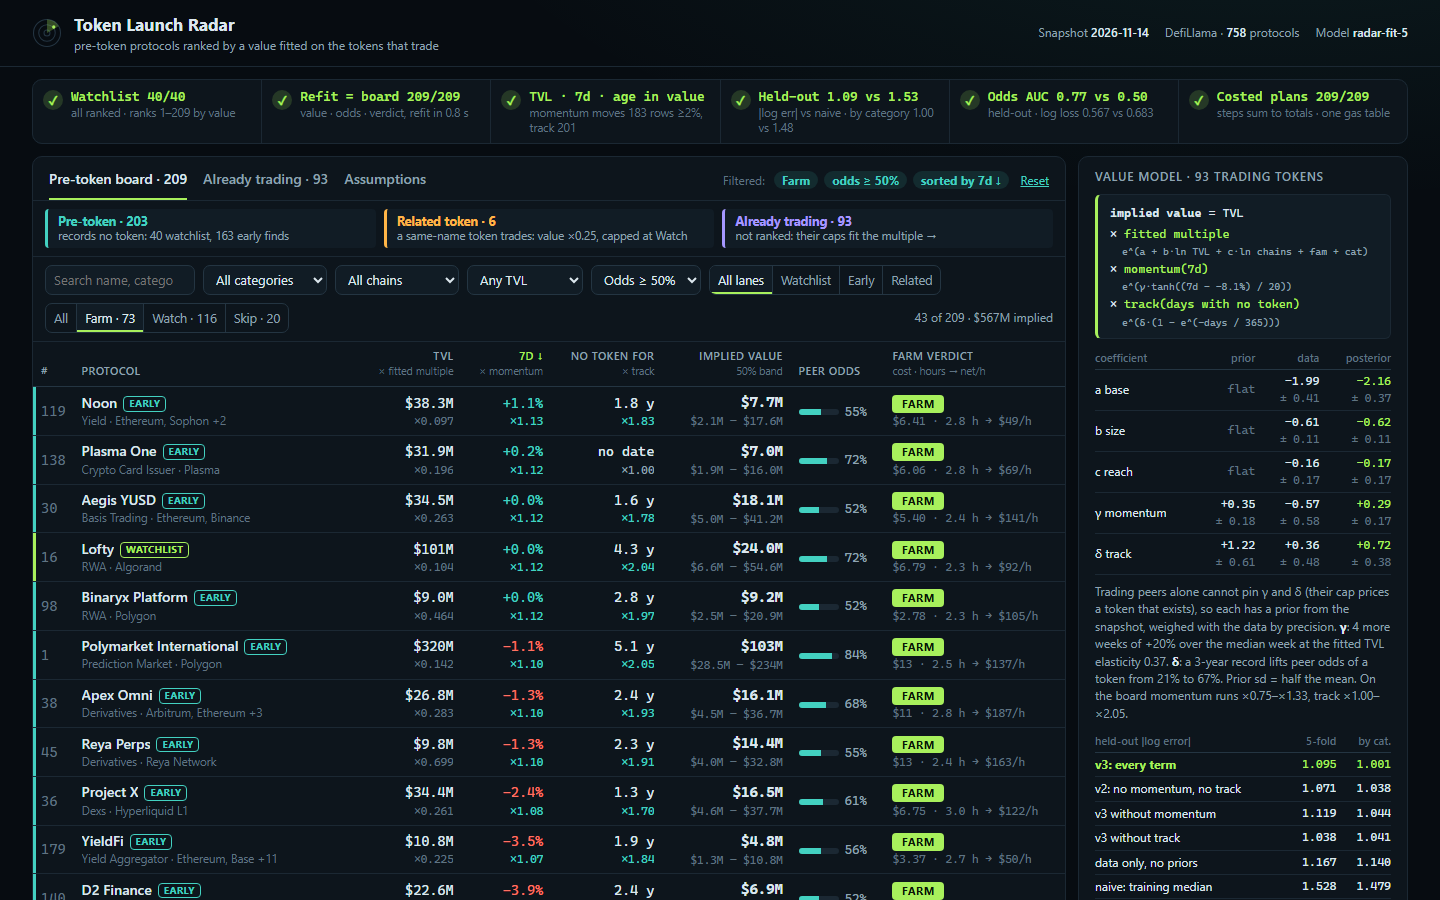 Token Launch Radar
pre-token protocols ranked by a value fitted on the tokens that trade
Snapshot 2026-11-14 DefiLlama · 758 protocols Model radar-fit-5
Watchlist 40/40
all ranked · ranks 1–209 by value
Refit = board 209/209
value · odds · verdict, refit in 0.8 s
TVL · 7d · age in value
momentum moves 183 rows ≥2%,
track 201
Held-out 1.09 vs 1.53
|log err| vs naive · by category 1.00
vs 1.48
Odds AUC 0.77 vs 0.50
held-out · log loss 0.567 vs 0.683
Costed plans 209/209
steps sum to totals · one gas table
Pre-token board · 209 Already trading · 93 Assumptions
Filtered: Farm odds ≥ 50% sorted by 7d ↓ Reset
Pre-token · 203
records no token: 40 watchlist, 163 early finds
Related token · 6
a same-name token trades: value ×0.25, capped at Watch
Already trading · 93
not ranked: their caps fit the multiple →
Search name, catego All categories All chains Any TVL Odds ≥ 50% All lanes Watchlist Early Related
All Farm · 73 Watch · 116 Skip · 20
43 of 209 · $567M implied
# PROTOCOL TVL 7D ↓ NO TOKEN FOR IMPLIED VALUE PEER ODDS FARM VERDICT
× fitted multiple × momentum × track 50% band cost · hours → net/h
119 Noon EARLY $38.3M +1.1% 1.8 y $7.7M 55% FARM
Yield · Ethereum, Sophon +2 ×0.097 ×1.13 ×1.83 $2.1M – $17.6M $6.41 · 2.8 h → $49/h
138 Plasma One EARLY $31.9M +0.2% no date $7.0M 72% FARM
Crypto Card Issuer · Plasma ×0.196 ×1.12 ×1.00 $1.9M – $16.0M $6.06 · 2.8 h → $69/h
30 Aegis YUSD EARLY $34.5M +0.0% 1.6 y $18.1M 52% FARM
Basis Trading · Ethereum, Binance ×0.263 ×1.12 ×1.78 $5.0M – $41.2M $5.40 · 2.4 h → $141/h
16 Lofty WATCHLIST $101M +0.0% 4.3 y $24.0M 72% FARM
RWA · Algorand ×0.104 ×1.12 ×2.04 $6.6M – $54.6M $6.79 · 2.3 h → $92/h
98 Binaryx Platform EARLY $9.0M +0.0% 2.8 y $9.2M 52% FARM
RWA · Polygon ×0.464 ×1.12 ×1.97 $2.5M – $20.9M $2.78 · 2.3 h → $105/h
1 Polymarket International EARLY $320M −1.1% 5.1 y $103M 84% FARM
Prediction Market · Polygon ×0.142 ×1.10 ×2.05 $28.5M – $234M $13 · 2.5 h → $137/h
38 Apex Omni EARLY $26.8M −1.3% 2.4 y $16.1M 68% FARM
Derivatives · Arbitrum, Ethereum +3 ×0.283 ×1.10 ×1.93 $4.5M – $36.7M $11 · 2.8 h → $187/h
45 Reya Perps EARLY $9.8M −1.3% 2.3 y $14.4M 55% FARM
Derivatives · Reya Network ×0.699 ×1.10 ×1.91 $4.0M – $32.8M $13 · 2.4 h → $163/h
36 Project X EARLY $34.4M −2.4% 1.3 y $16.5M 61% FARM
Dexs · Hyperliquid L1 ×0.261 ×1.08 ×1.70 $4.6M – $37.7M $6.75 · 3.0 h → $122/h
179 YieldFi EARLY $10.8M −3.5% 1.9 y $4.8M 56% FARM
Yield Aggregator · Ethereum, Base +11 ×0.225 ×1.07 ×1.84 $1.3M – $10.8M $3.37 · 2.7 h → $50/h
140 D2 Finance EARLY $22.6M −3.9% 2.4 y $6.9M 52% FARM
VALUE MODEL · 93 TRADING TOKENS
implied value = TVL
× fitted multiple
e^(a + b·ln TVL + c·ln chains + fam + cat)
× momentum(7d)
e^(γ·tanh((7d − −8.1%) / 20))
× track(days with no token)
e^(δ·(1 − e^(−days / 365)))
coefficient prior data posterior
a base flat −1.99 ± 0.41 −2.16 ± 0.37
b size flat −0.61 ± 0.11 −0.62 ± 0.11
c reach flat −0.16 ± 0.17 −0.17 ± 0.17
γ momentum +0.35 ± 0.18 −0.57 ± 0.58 +0.29 ± 0.17
δ track +1.22 ± 0.61 +0.36 ± 0.48 +0.72 ± 0.38
Trading peers alone cannot pin γ and δ (their cap prices
a token that exists), so each has a prior from the
snapshot, weighed with the data by precision. γ: 4 more
weeks of +20% over the median week at the fitted TVL
elasticity 0.37. δ: a 3-year record lifts peer odds of a
token from 21% to 67%. Prior sd = half the mean. On
the board momentum runs ×0.75–×1.33, track ×1.00–
×2.05.
held-out |log error| 5-fold by cat.
v3: every term 1.095 1.001
v2: no momentum, no track 1.071 1.038
v3 without momentum 1.119 1.044
v3 without track 1.038 1.041
data only, no priors 1.167 1.140
naive: training median 1.528 1.479